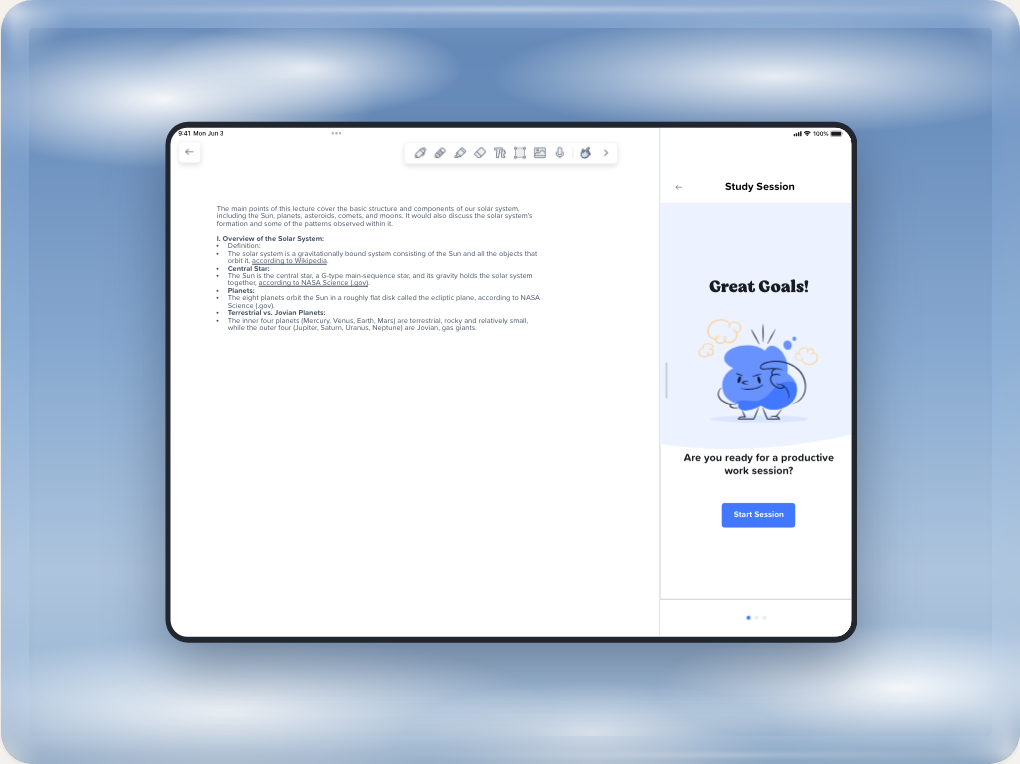 9:41 Mon Jun 3
100%
Tt
The main points of this lecture cover the basic structure and components of our solar system,
including the Sun, planets, asteroids, comets, and moons. It would also discuss the solar system's
formation and some of the patterns observed within it.
I. Overview of the Solar System:
• Definition:
• The solar system is a gravitationally bound system consisting of the Sun and all the objects that
orbit it, according to Wikipedia.
• Central Star:
• The Sun is the central star, a G-type main-sequence star, and its gravity holds the solar system
together, according to NASA Science (.gov).
• Planets:
• The eight planets orbit the Sun in a roughly flat disk called the ecliptic plane, according to NASA
Science (.gov).
• Terrestrial vs. Jovian Planets:
• The inner four planets (Mercury, Venus, Earth, Mars) are terrestrial, rocky and relatively small,
while the outer four (Jupiter, Saturn, Uranus, Neptune) are Jovian, gas giants.
Study Session
Great Goals!
Are you ready for a productive
work session?
Start Session